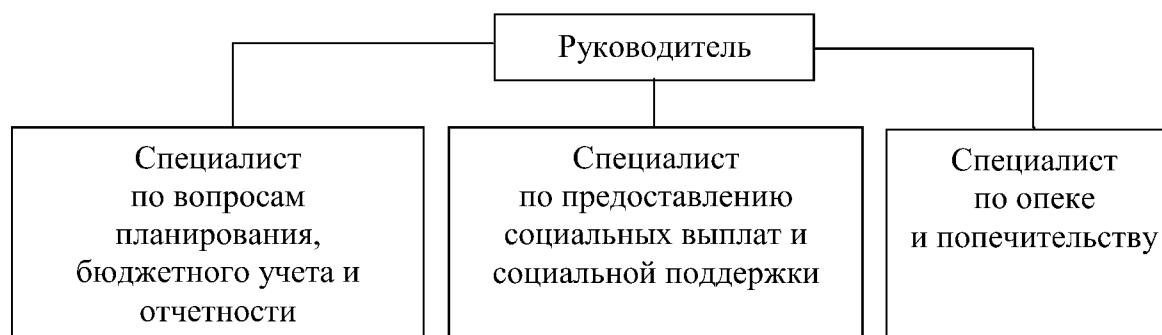 Руководитель
Специалист
по вопросам
планирования,
бюджетного учета и
отчетности
Специалист
по предоставлению
социальных выплат и
социальной поддержки
Специалист
по опеке
и попечительству